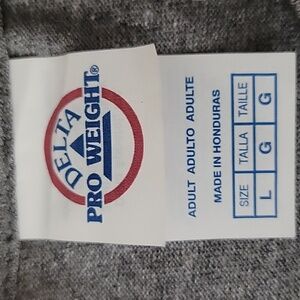 DELTA
PRO WEIGHT®
ADULT ADULTO ADULTE
MADE IN HONDURAS
SIZE TALLA TAILLE
L G G